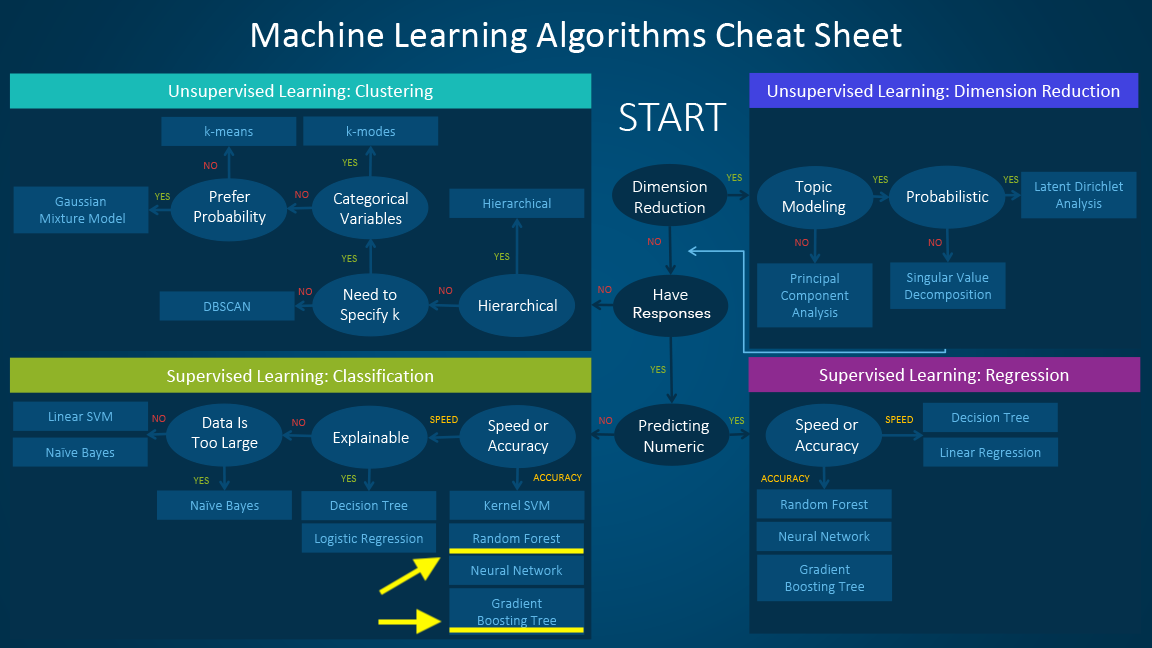 Machine Learning Algorithms Cheat Sheet
Unsupervised Learning: Clustering
START
Unsupervised Learning: Dimension Reduction
k-means
k-modes
NO
YES
Gaussian
Mixture Model
YES
Prefer
Probability
NO
Categorical
Variables
Hierarchical
YES
YES
DBSCAN
NO
Need to
Specify k
NO
Hierarchical
NO
Dimension
Reduction
YES
NO
Have
Responses
YES
Topic
Modeling
YES
Probabilistic
YES
Latent Dirichlet
Analysis
NO
NO
Principal
Component
Analysis
Singular Value
Decomposition
Supervised Learning: Classification
Supervised Learning: Regression
Linear SVM
Naïve Bayes
NO
Data Is
Too Large
NO
Explainable
SPEED
Speed or
Accuracy
NO
Predicting
Numeric
YES
Speed or
Accuracy
SPEED
Decision Tree
Linear Regression
YES
YES
ACCURACY
ACCURACY
Naïve Bayes
Decision Tree
Logistic Regression
Kernel SVM
Random Forest
Neural Network
Gradient
Boosting Tree
Random Forest
Neural Network
Gradient
Boosting Tree